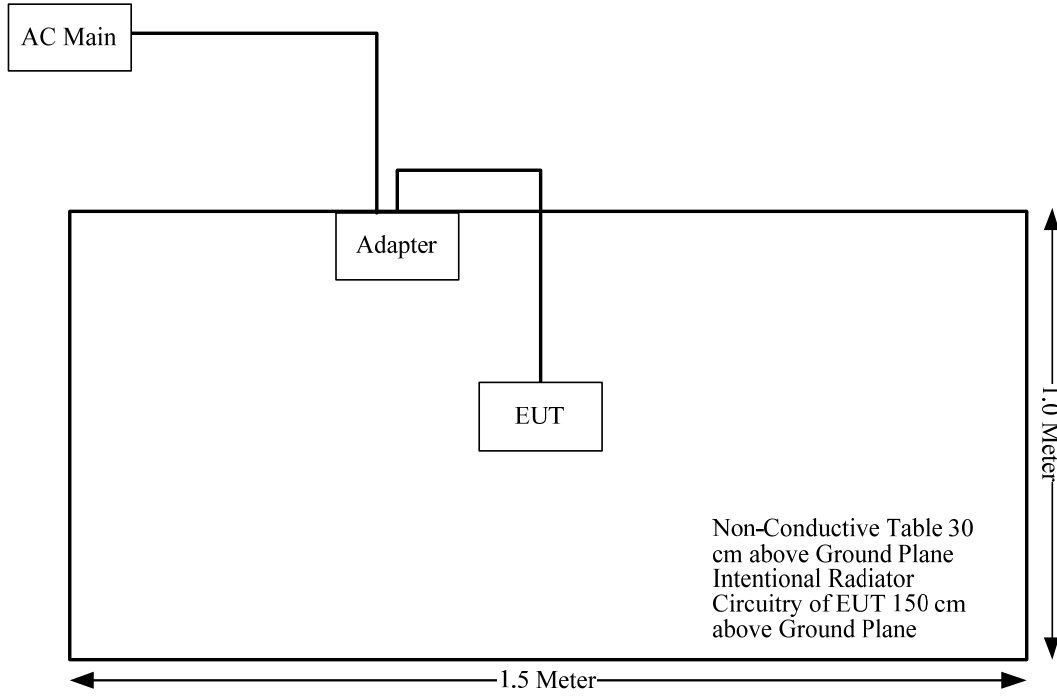 AC Main
Adapter
EUT
1.0 Meter
Non-Conductive Table 30
cm above Ground Plane
Intentional Radiator
Circuitry of EUT 150 cm
above Ground Plane
1.5 Meter